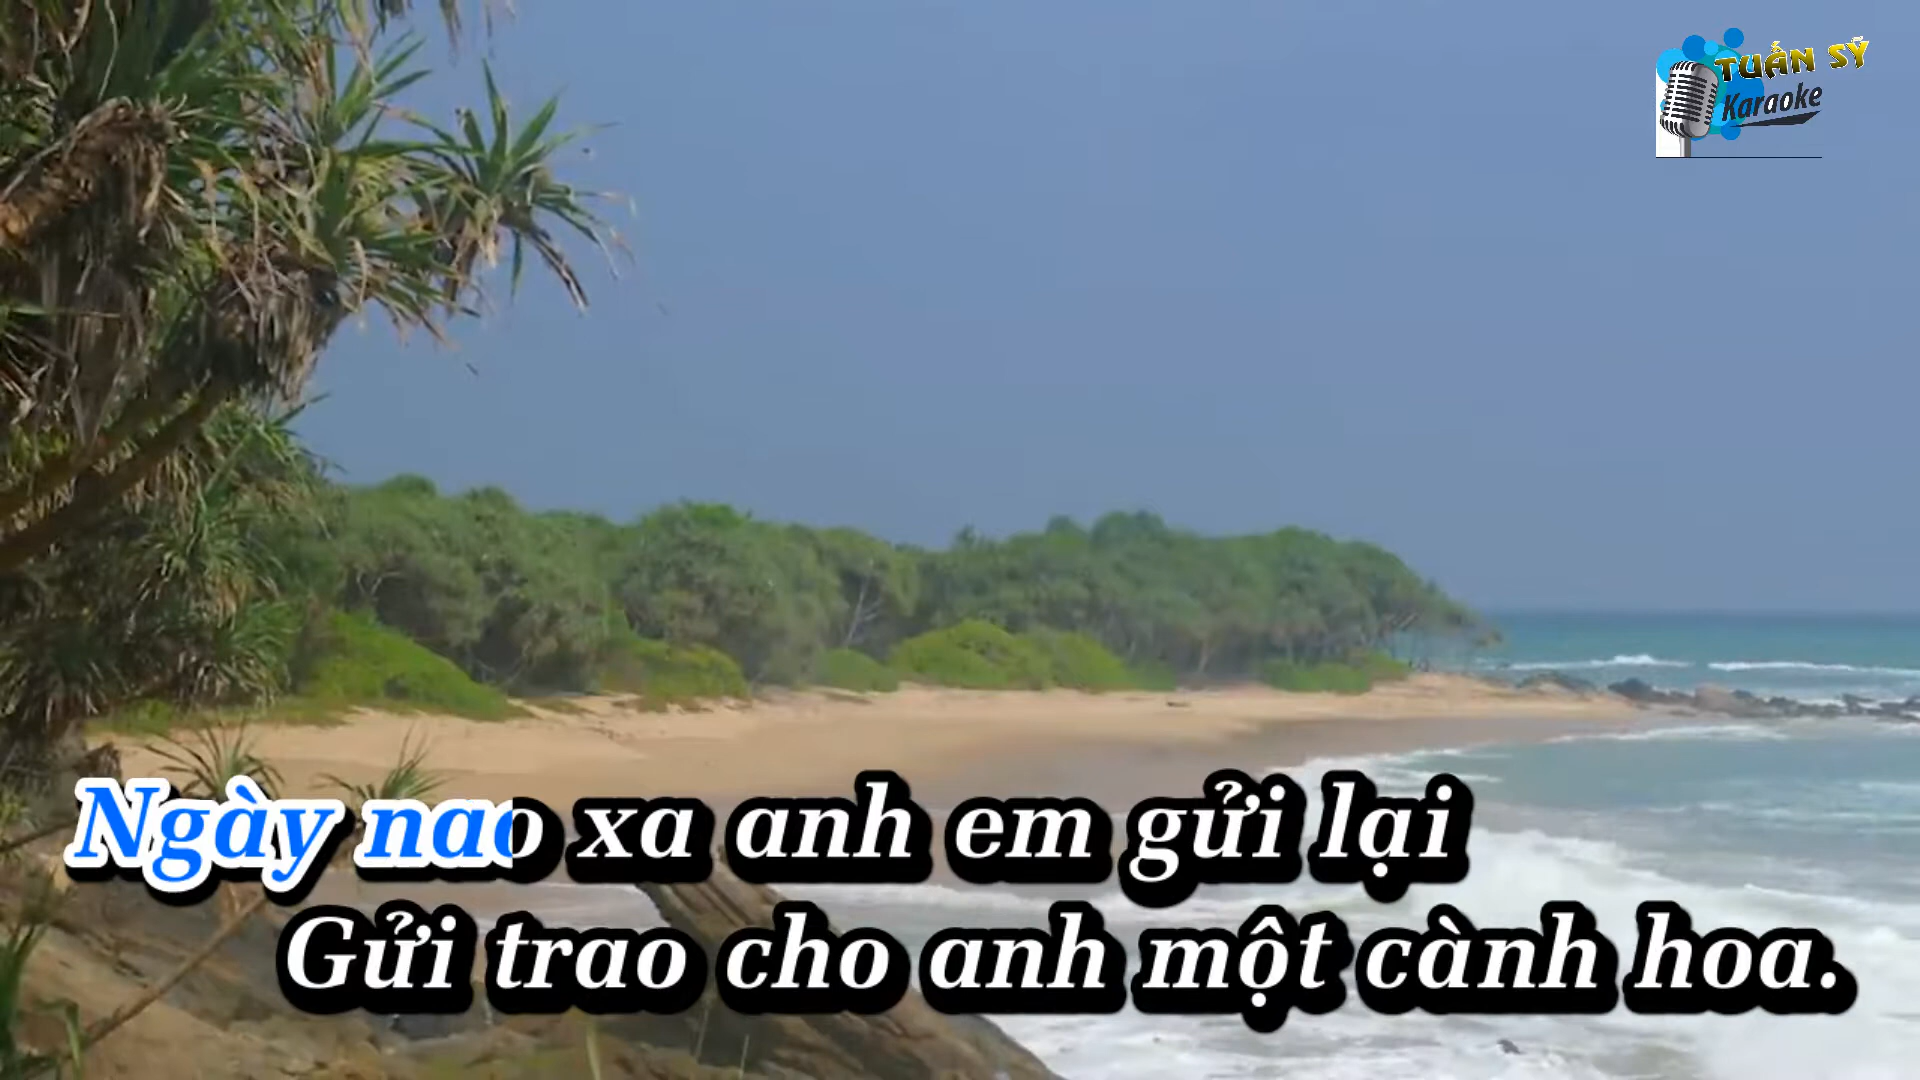 TUẤN SỸ
Karaoke
Ngày nao xa anh em gửi lại
Gửi trao cho anh một cành hoa.